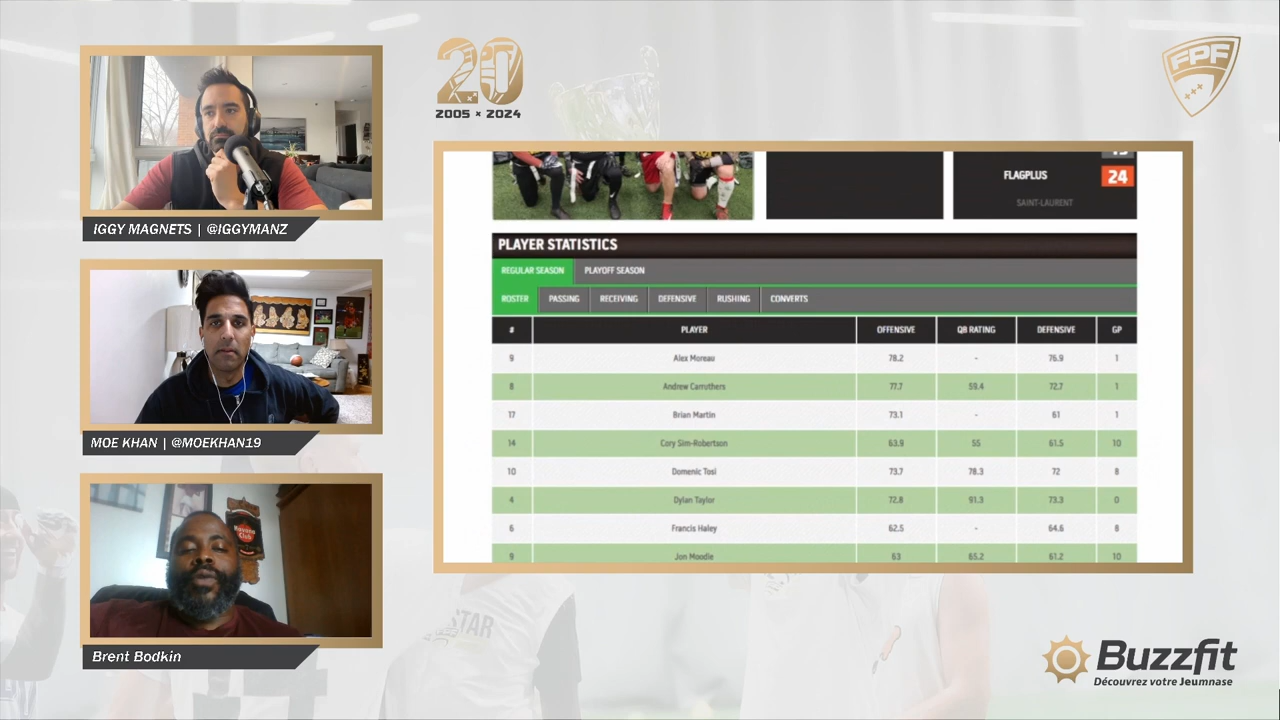 20
2005 × 2024
FPF
IGGY MAGNETS | @IGGYMANZ
MOE KHAN | @MOEKHAN19
Havana
Club
Brent Bodkin
FLAGPLUS 24
SAINT-LAURENT
PLAYER STATISTICS
REGULAR SEASON PLAYOFF SEASON
ROSTER PASSING RECEIVING DEFENSIVE RUSHING CONVERTS
# PLAYER OFFENSIVE QB RATING DEFENSIVE GP
9 Alex Moreau 78.2 - 76.9 1
8 Andrew Carrothers 77.7 59.4 72.7 1
17 Brian Martin 73.1 - 61 1
14 Cory Sim-Robertson 63.9 55 61.5 10
10 Domenic Tosi 73.7 78.3 72 8
4 Dylan Taylor 72.8 91.3 73.3 0
6 Francis Haley 62.5 - 64.6 8
9 Jon Moodie 63 65.2 61.2 10
STAR
Buzzfit
Découvrez votre Jeumnase